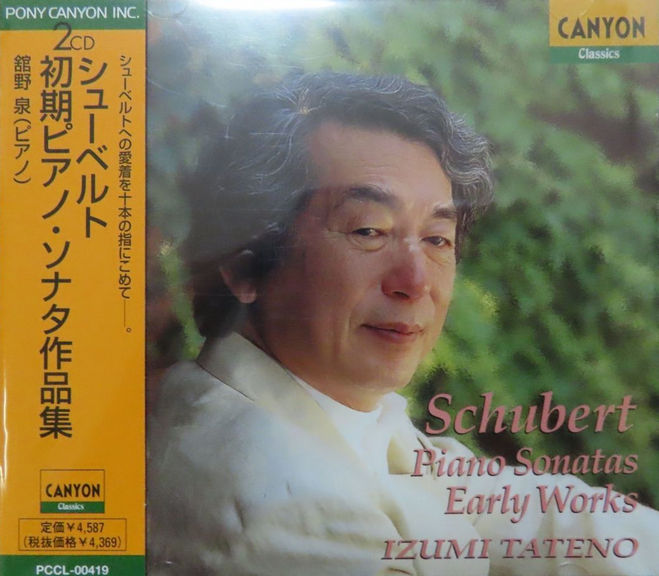 PONY CANYON INC.
2CD
シューベルト
初期ピアノ・ソナタ作品集
舘野 泉(ピアノ)
シューベルトへの愛着を十本の指にこめて――。
CANYON
Classics
定価¥4,587
(税抜価格¥4,369)
PCCL-00419
CANYON
Classics
Schubert
Piano Sonatas
Early Works
IZUMI TATENO